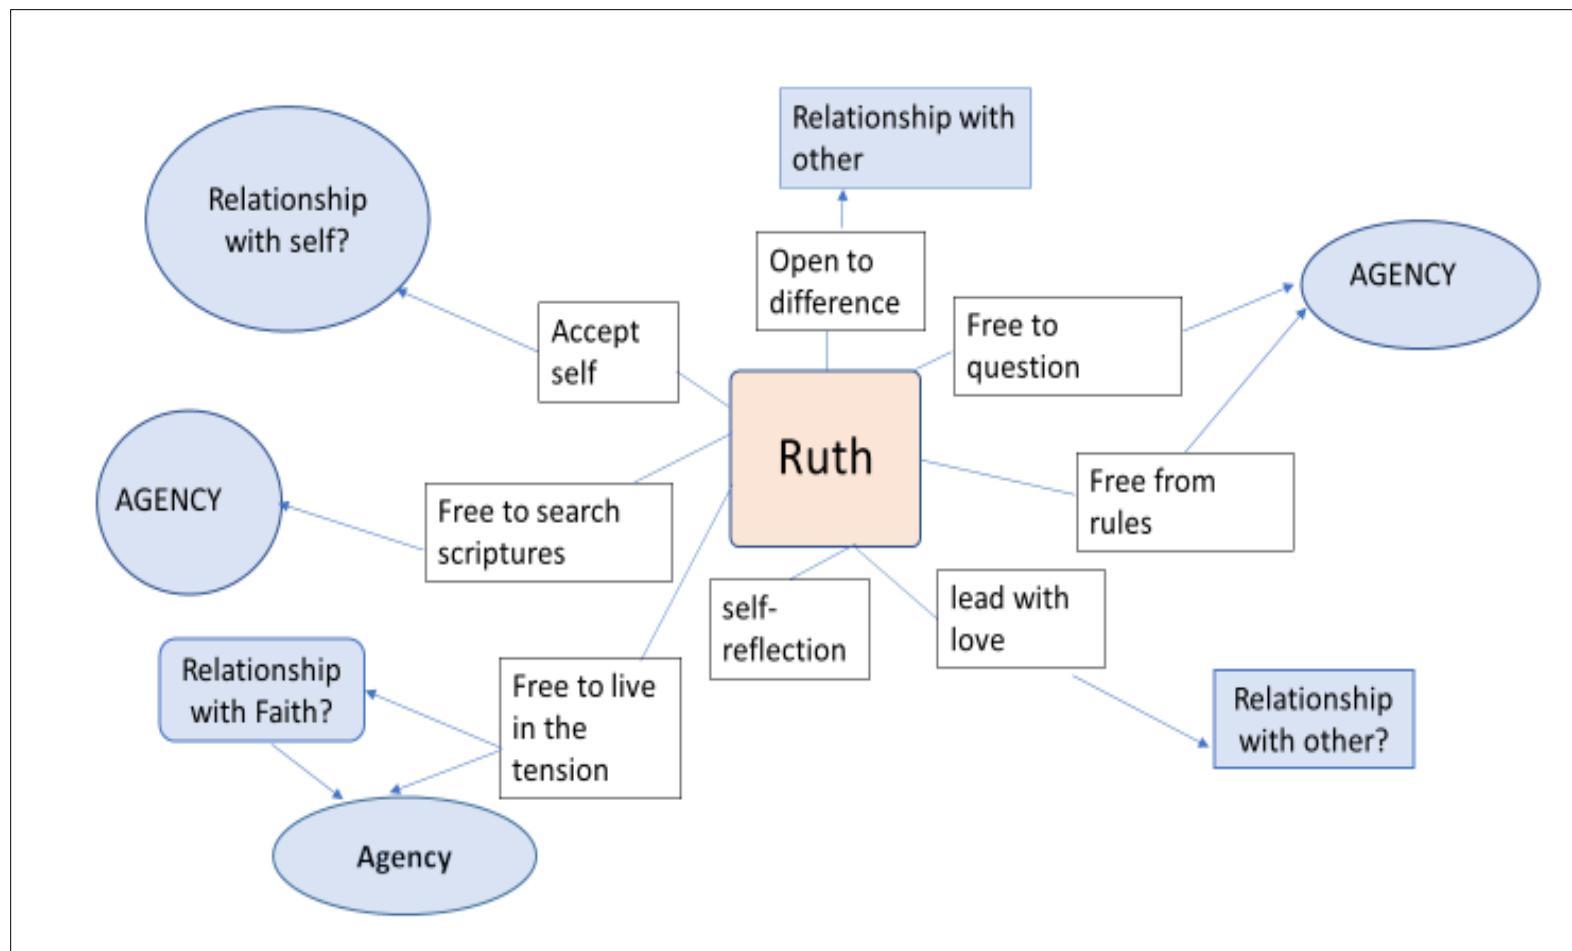 Relationship with
other
Relationship
with self?
Open to
difference
AGENCY
Accept
self
Free to
question
Ruth
AGENCY
Free to search
scriptures
Free from
rules
self-
reflection
lead with
love
Relationship
with Faith?
Free to live
in the
tension
Relationship
with other?
Agency